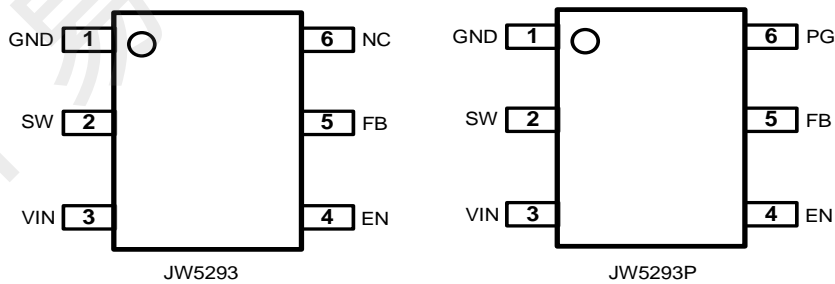 GND 1 6 NC
SW 2 5 FB
VIN 3 4 EN
JW5293
GND 1 6 PG
SW 2 5 FB
VIN 3 4 EN
JW5293P